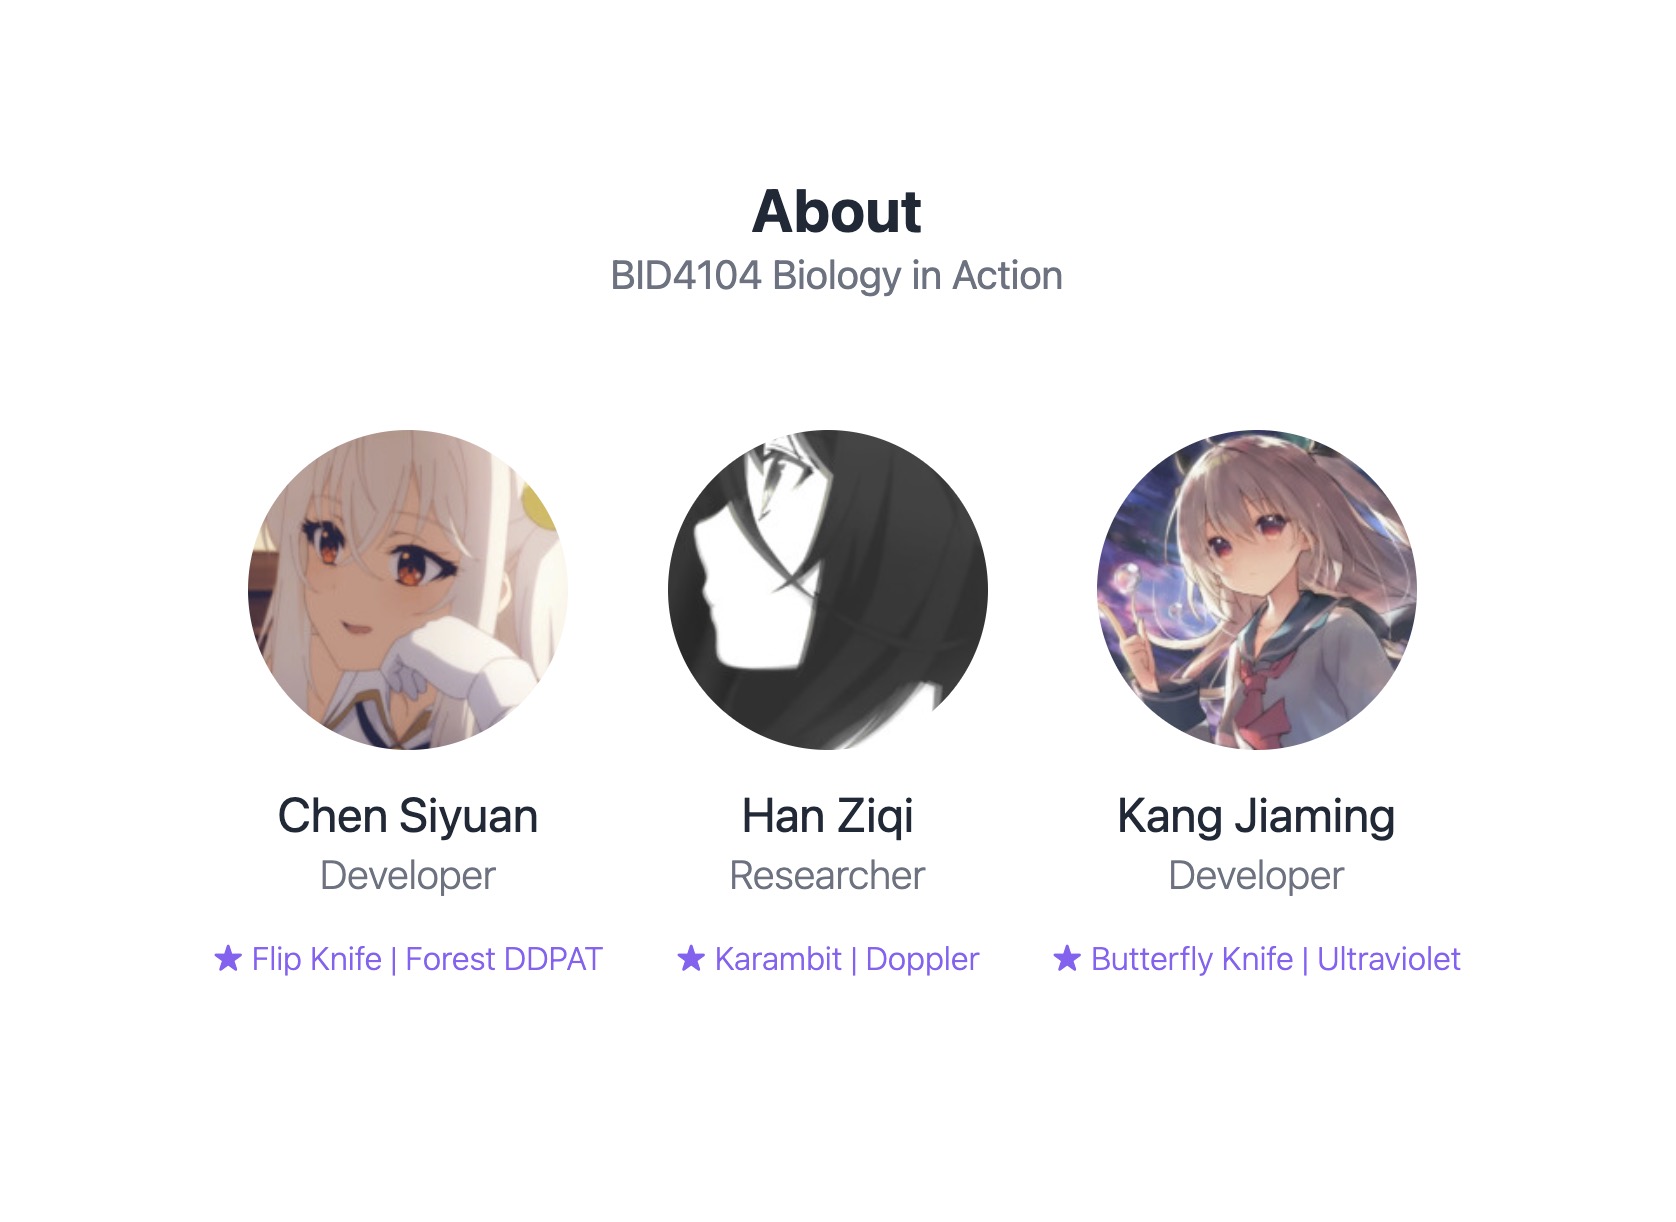 About
BID4104 Biology in Action
Chen Siyuan
Developer
★ Flip Knife | Forest DDPAT
Han Ziqi
Researcher
★ Karambit | Doppler
Kang Jiaming
Developer
★ Butterfly Knife | Ultraviolet